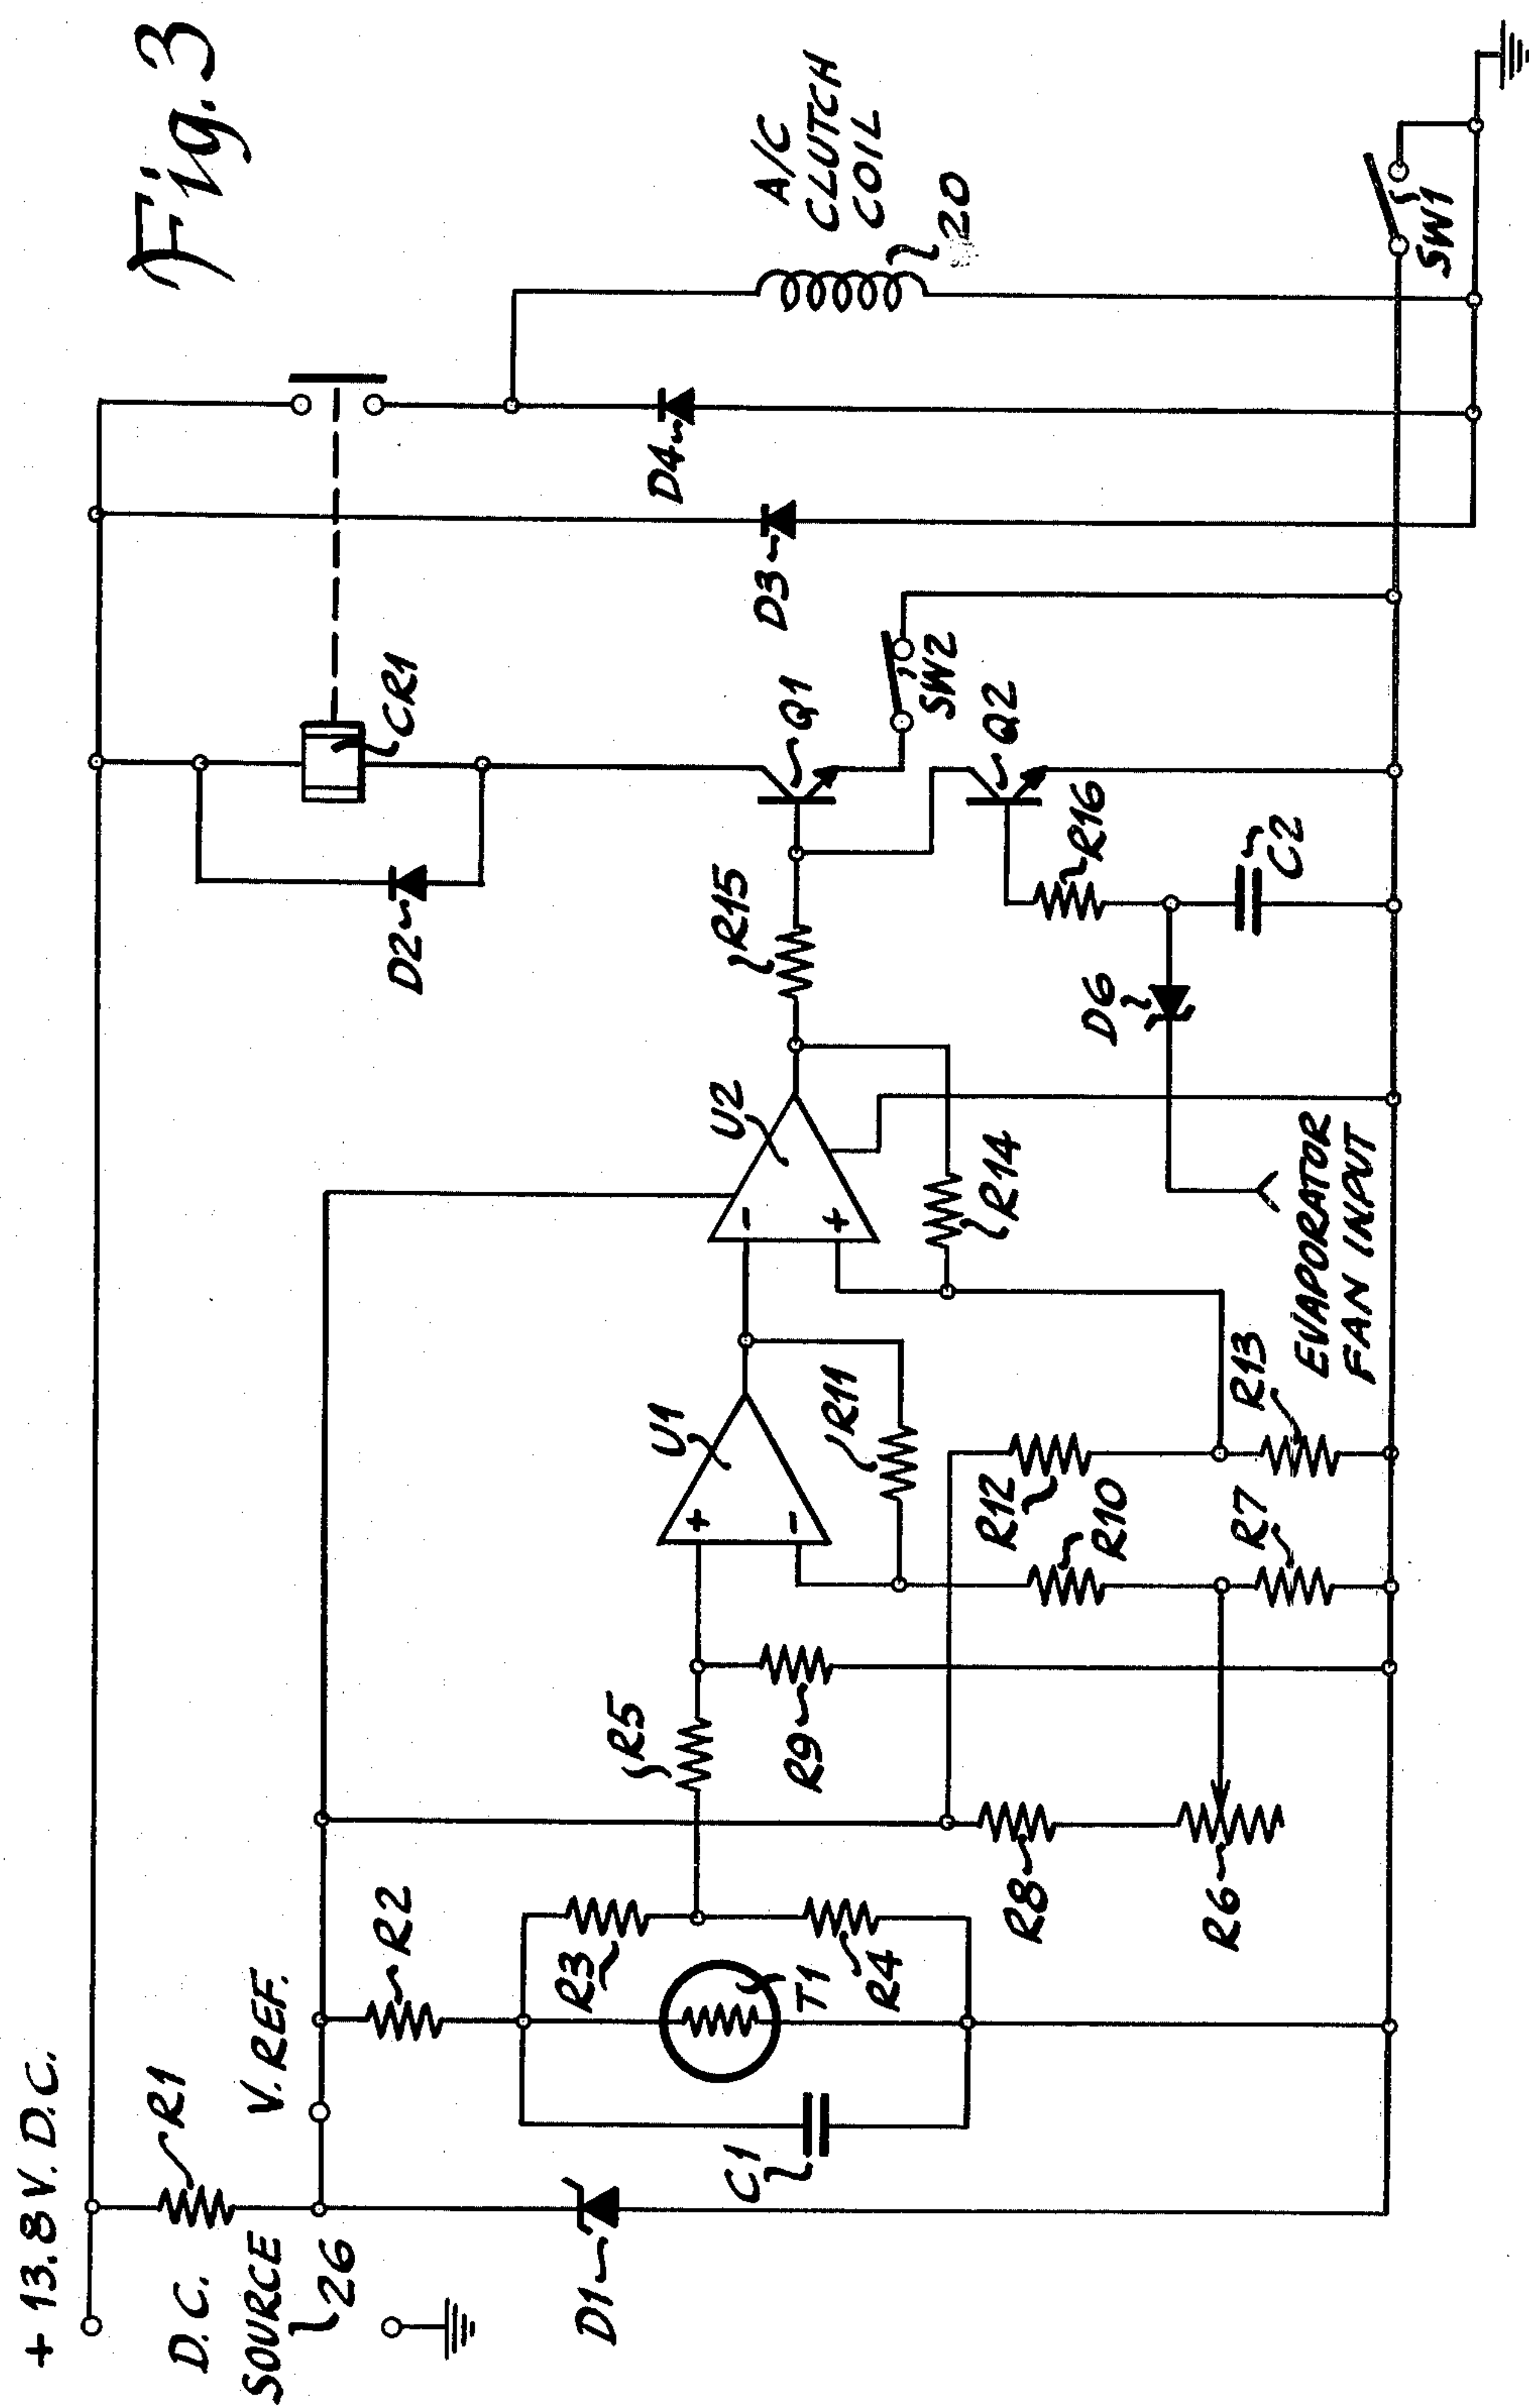 Fig. 3
+ 13.8 V. D.C.
D.C.
SOURCE
26
R1
V. REF.
R2
D1
C1
T1
R3
R4
R5
R9
R8
R6
U1
R11
R10
R7
R12
R13
U2
R14
R15
EVAPORATOR
FAN INPUT
D6
C2
R16
Q2
Q1
SW2
D2
CR1
D3
D4
A/C
CLUTCH
COIL
20
SW1
+
-
-
+